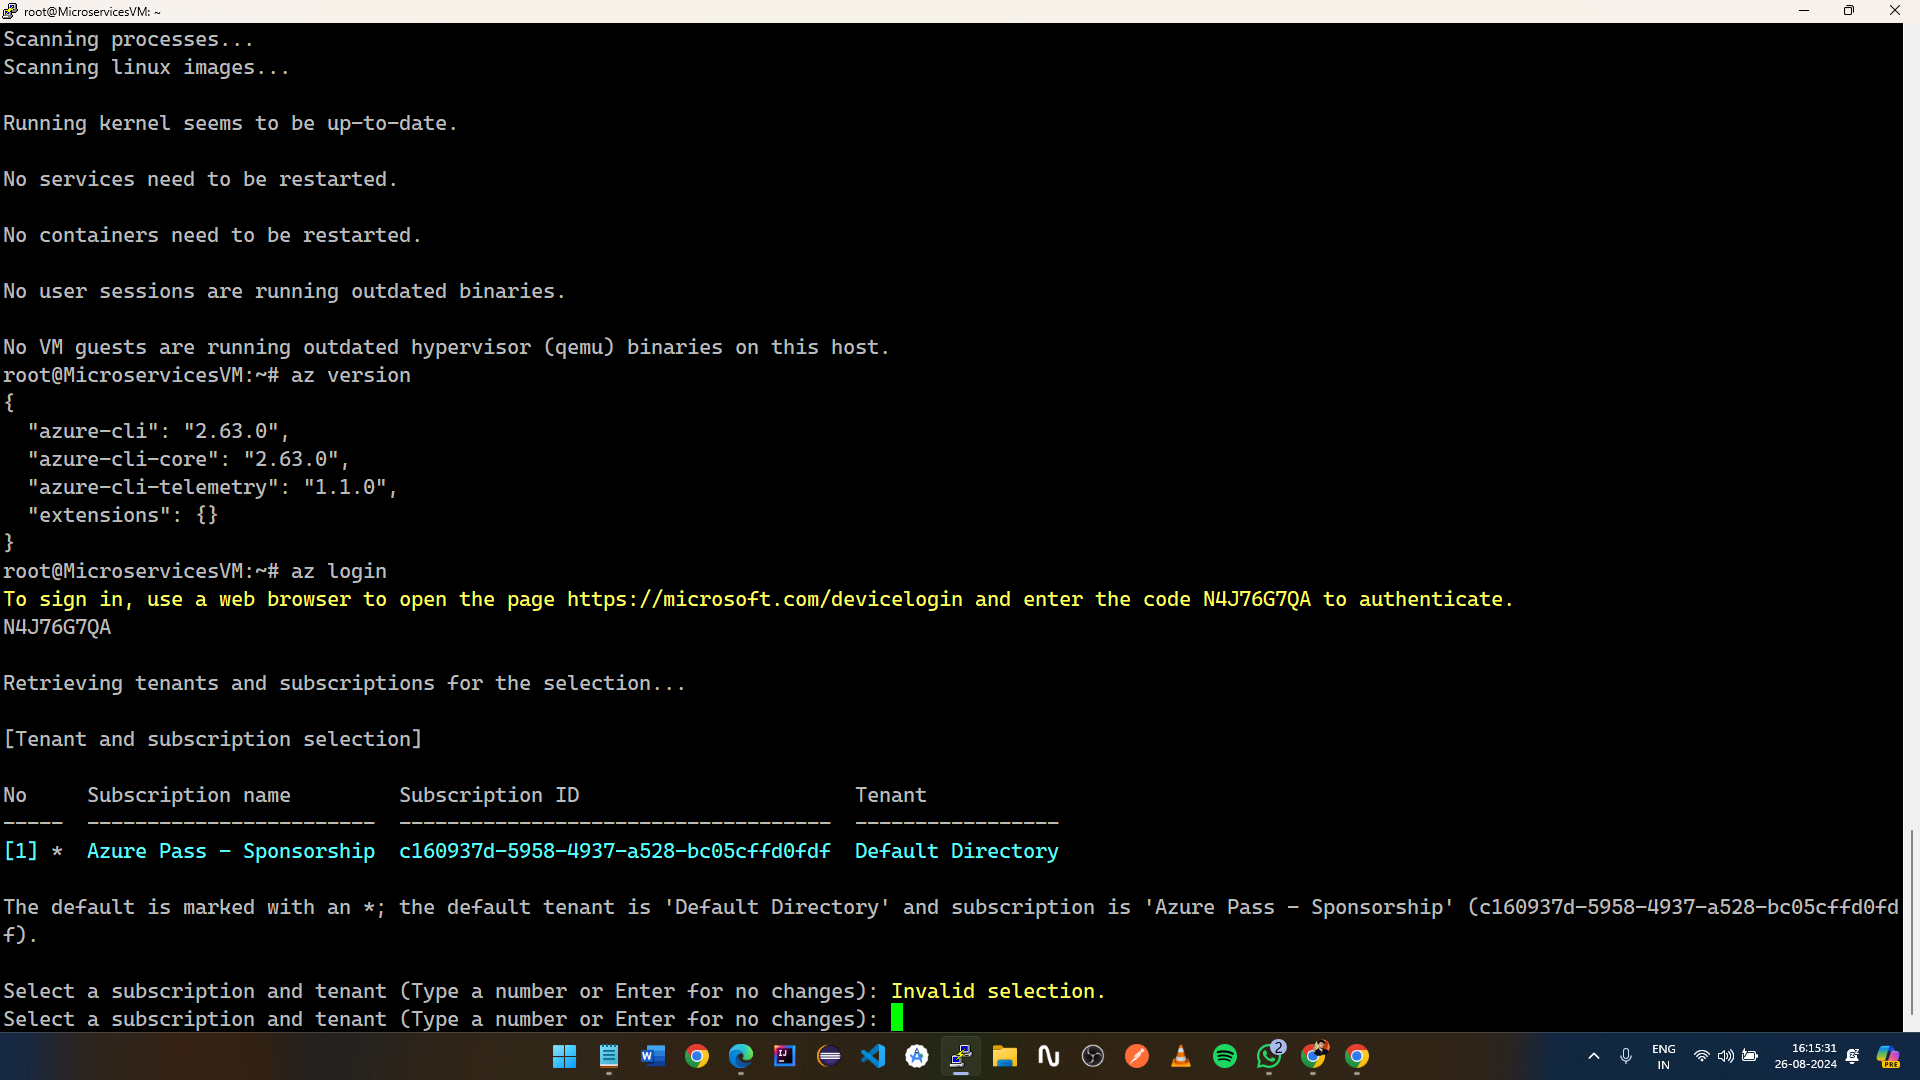 root@MicroservicesVM: ~
Scanning processes...
Scanning linux images...
Running kernel seems to be up-to-date.
No services need to be restarted.
No containers need to be restarted.
No user sessions are running outdated binaries.
No VM guests are running outdated hypervisor (qemu) binaries on this host.
root@MicroservicesVM:~# az version
{
  "azure-cli": "2.63.0",
  "azure-cli-core": "2.63.0",
  "azure-cli-telemetry": "1.1.0",
  "extensions": {}
}
root@MicroservicesVM:~# az login
To sign in, use a web browser to open the page https://microsoft.com/devicelogin and enter the code N4J76G7QA to authenticate.
N4J76G7QA
Retrieving tenants and subscriptions for the selection...
[Tenant and subscription selection]
No     Subscription name         Subscription ID                       Tenant
-----  ------------------------  ------------------------------------  -----------------
[1] *  Azure Pass - Sponsorship  c160937d-5958-4937-a528-bc05cffd0fdf  Default Directory
The default is marked with an *; the default tenant is 'Default Directory' and subscription is 'Azure Pass - Sponsorship' (c160937d-5958-4937-a528-bc05cffd0fd
f).
Select a subscription and tenant (Type a number or Enter for no changes): Invalid selection.
Select a subscription and tenant (Type a number or Enter for no changes):
2
ENG
IN
16:15:31
26-08-2024
PRE